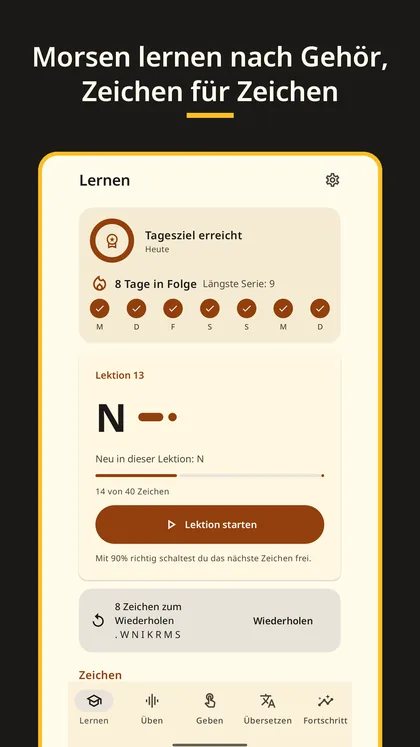 Morsen lernen nach Gehör,
Zeichen für Zeichen
Lernen
Tagesziel erreicht
Heute
8 Tage in Folge Längste Serie: 9
M D F S S M D
Lektion 13
N
Neu in dieser Lektion: N
14 von 40 Zeichen
Lektion starten
Mit 90% richtig schaltest du das nächste Zeichen frei.
8 Zeichen zum
Wiederholen
. W N I K R M S
Wiederholen
Zeichen
Lernen Üben Geben Übersetzen Fortschritt